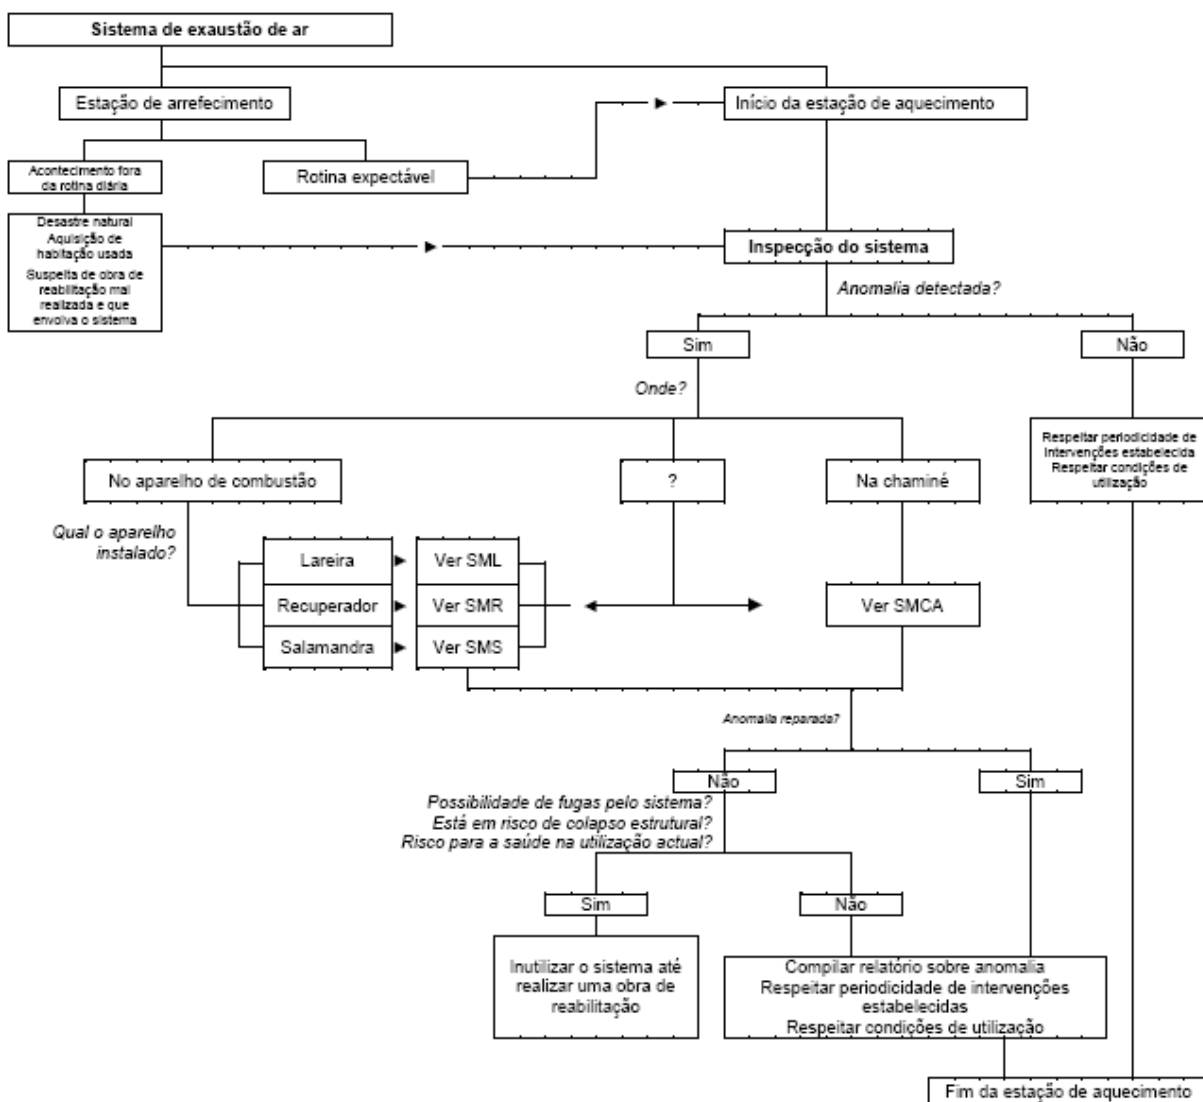 Sistema de exaustão de ar
Estação de arrefecimento
Início da estação de aquecimento
Acontecimento fora
da rotina diária
Rotina expectável
Desastre natural
Aquisição de
habitação usada
Suspeita de obra de
reabilitação mal
realizada e que
envolva o sistema
Inspecção do sistema
Anomalia detectada?
Sim
Não
Onde?
No aparelho de combustão
?
Na chaminé
Respeitar periodicidade de
intervenções estabelecida
Respeitar condições de
utilização
Qual o aparelho
instalado?
Lareira
Ver SML
Recuperador
Ver SMR
Ver SMCA
Salamandra
Ver SMS
Anomalia reparada?
Não
Sim
Possibilidade de fugas pelo sistema?
Está em risco de colapso estrutural?
Risco para a saúde na utilização actual?
Sim
Não
Inutilizar o sistema até
realizar uma obra de
reabilitação
Compilar relatório sobre anomalia
Respeitar periodicidade de intervenções
estabelecidas
Respeitar condições de utilização
Fim da estação de aquecimento